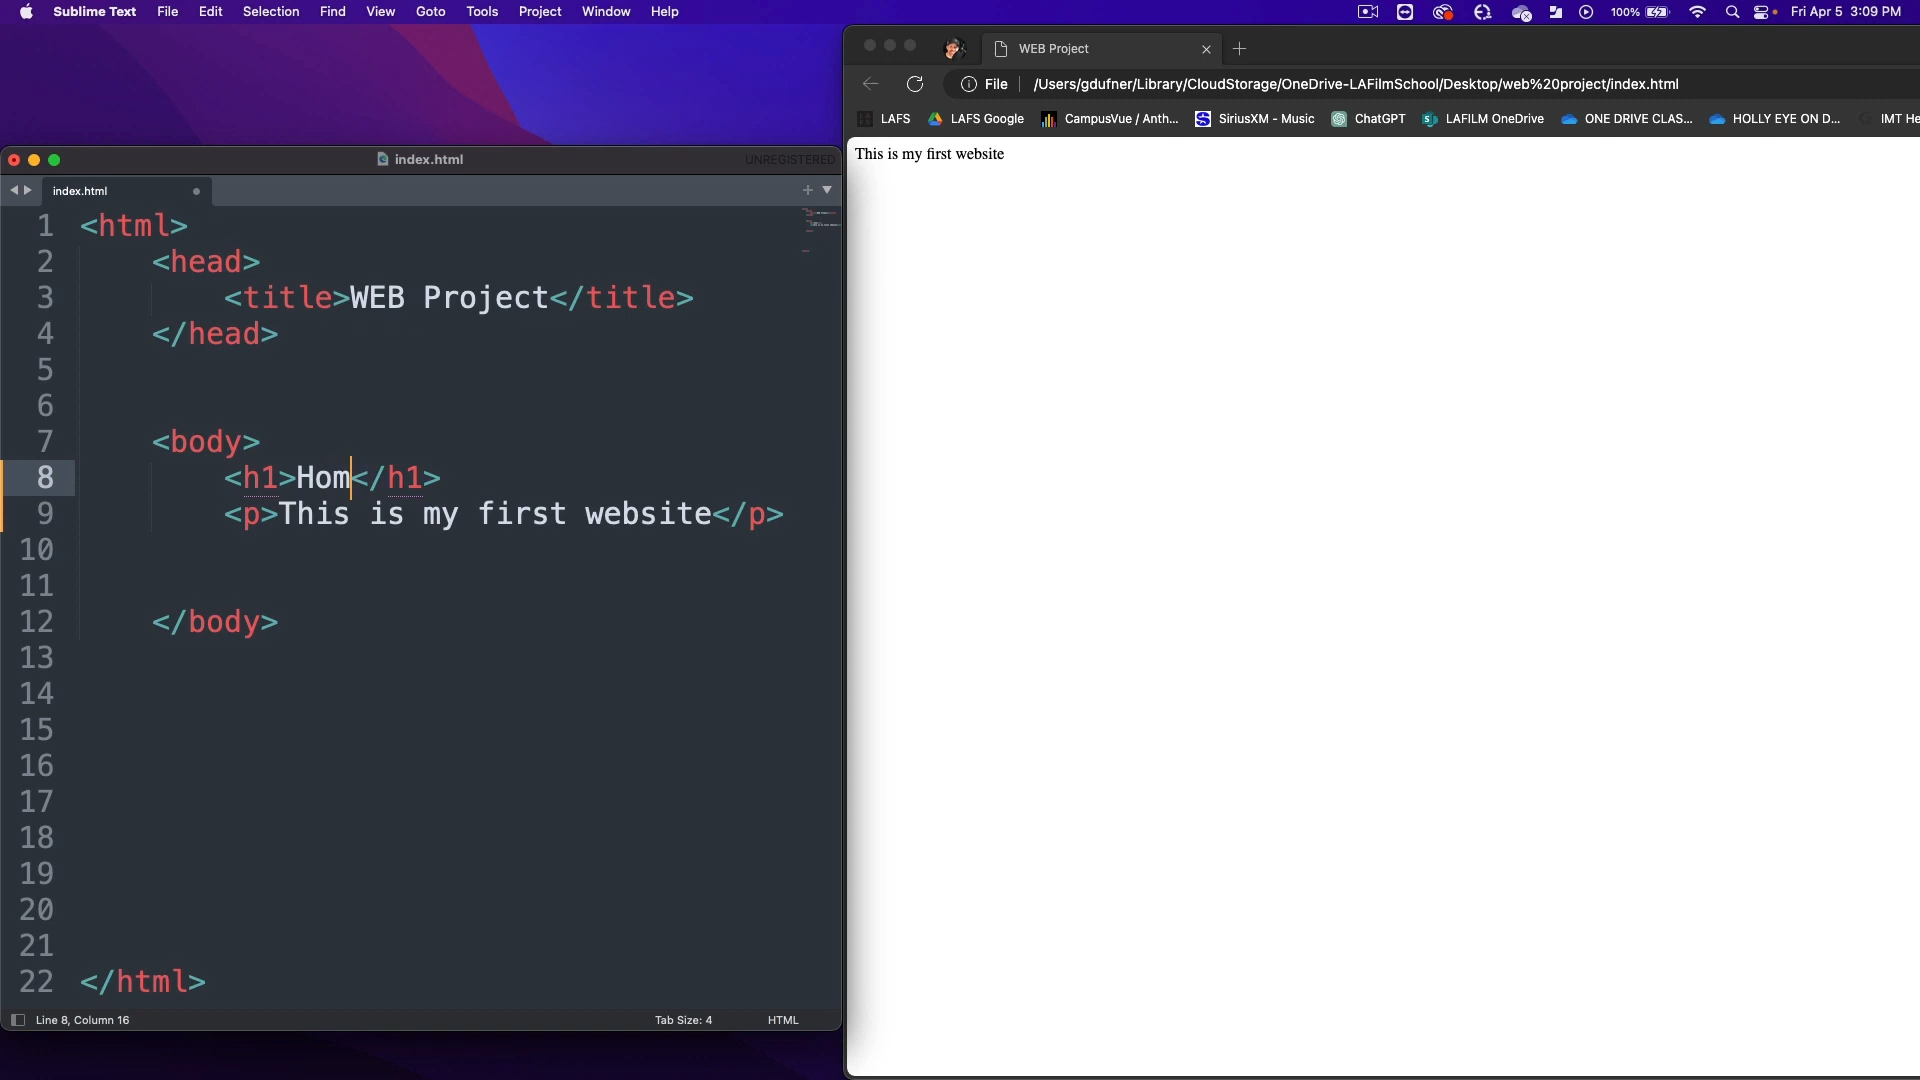 Sublime Text File Edit Selection Find View Goto Tools Project Window Help 100% Fri Apr 5 3:09 PM
index.html UNREGISTERED
index.html
1 <html>
2 <head>
3 <title>WEB Project</title>
4 </head>
5
6
7 <body>
8 <h1>Hom</h1>
9 <p>This is my first website</p>
10
11
12 </body>
13
14
15
16
17
18
19
20
21
22 </html>
Line 8, Column 16 Tab Size: 4 HTML
WEB Project
File /Users/gdufner/Library/CloudStorage/OneDrive-LAFilmSchool/Desktop/web%20project/index.html
LAFS LAFS Google CampusVue / Anth... SiriusXM - Music ChatGPT LAFILM OneDrive ONE DRIVE CLAS... HOLLY EYE ON D... IMT He
This is my first website